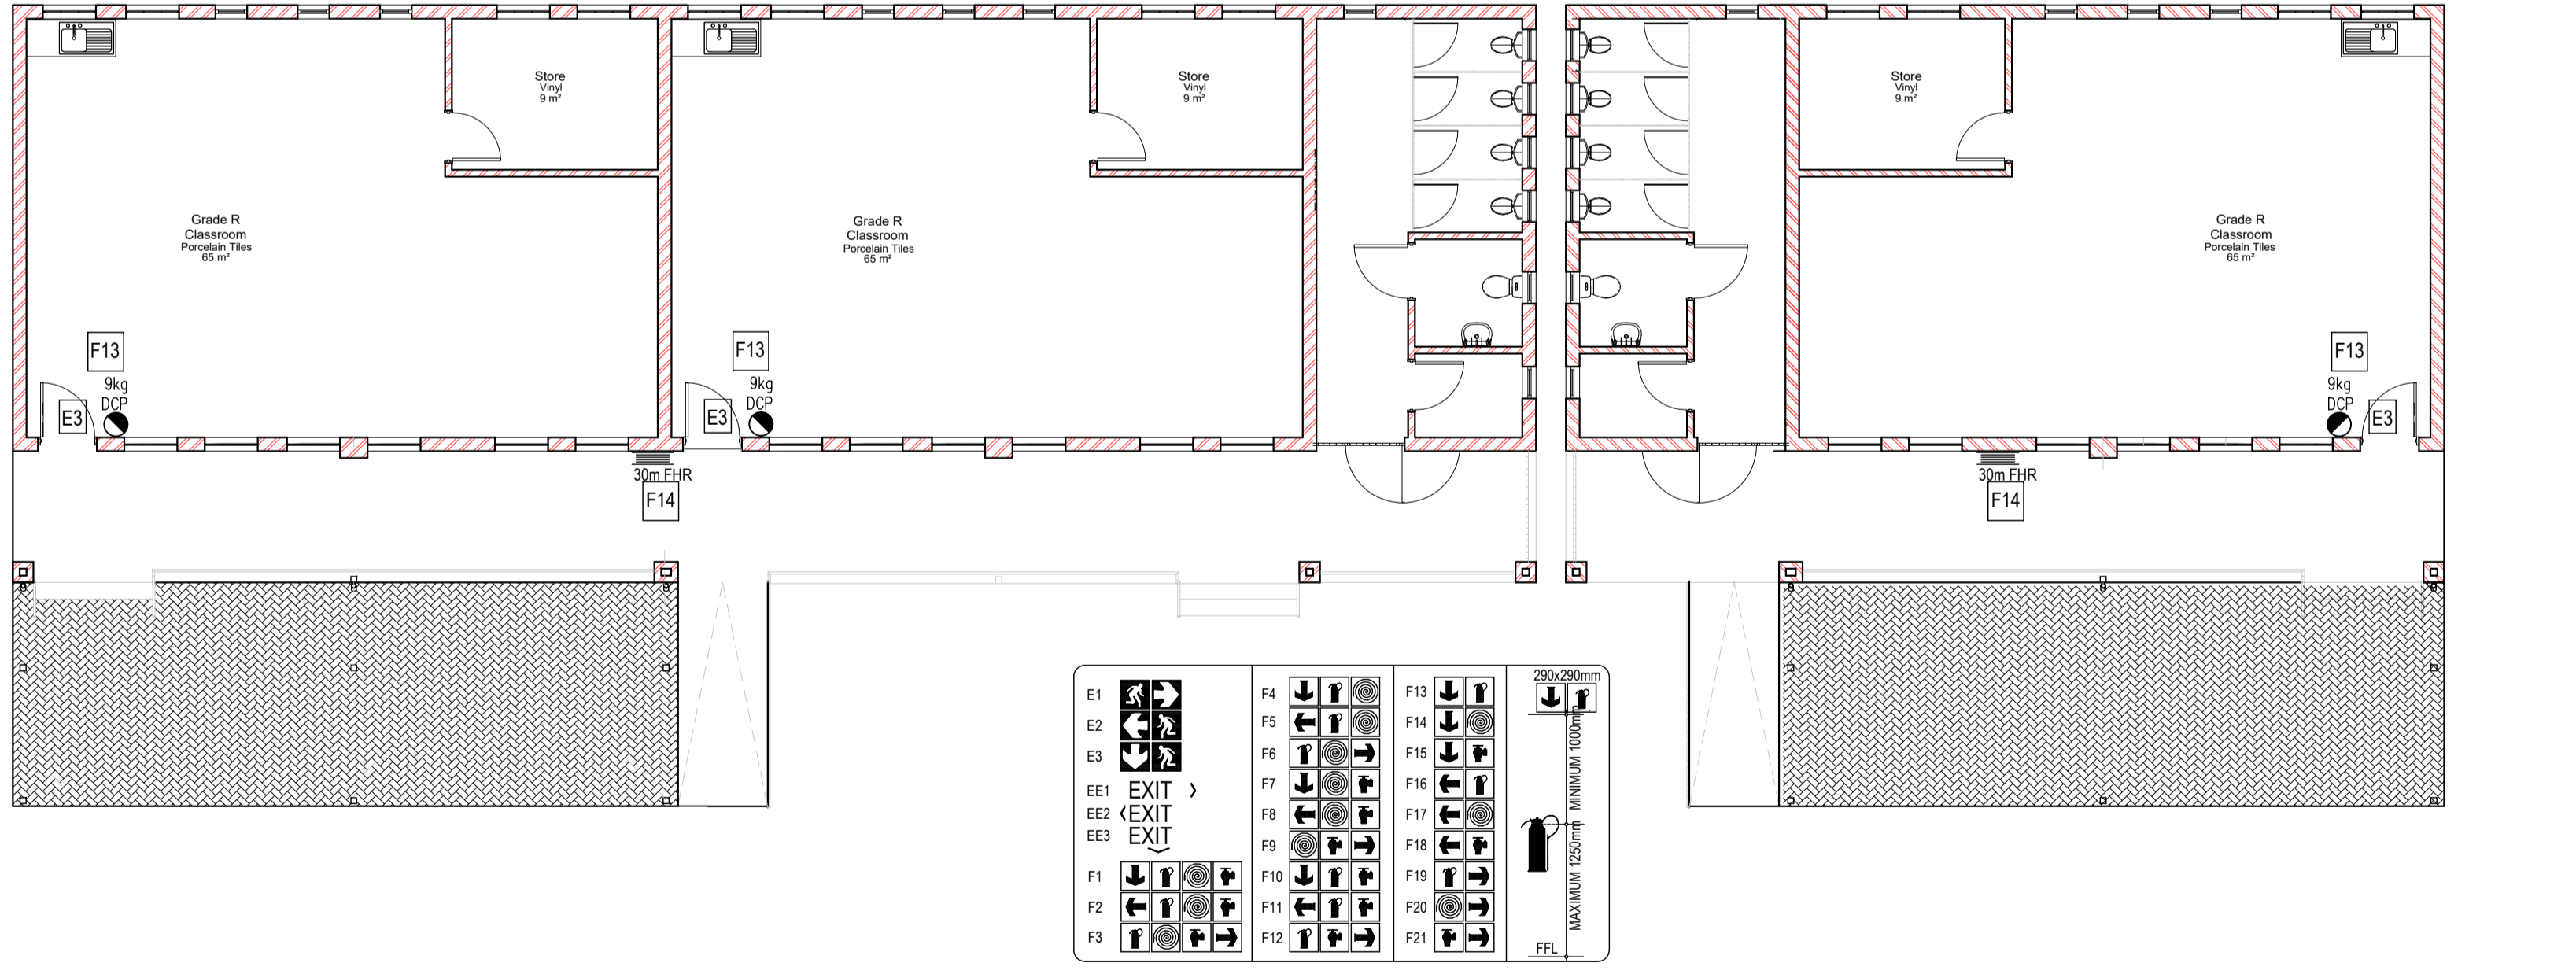 Store
Vinyl
9 m²
Store
Vinyl
9 m²
Store
Vinyl
9 m²
Grade R
Classroom
Porcelain Tiles
65 m²
Grade R
Classroom
Porcelain Tiles
65 m²
Grade R
Classroom
Porcelain Tiles
65 m²
F13
9kg
DCP
E3
F13
9kg
DCP
E3
F13
9kg
DCP
E3
30m FHR
F14
30m FHR
F14
E1
E2
E3
EE1 EXIT >
EE2 <EXIT
EE3 EXIT
F1
F2
F3
F4
F5
F6
F7
F8
F9
F10
F11
F12
F13
F14
F15
F16
F17
F18
F19
F20
F21
290x290mm
MINIMUM 1000mm
MAXIMUM 1250mm
FFL